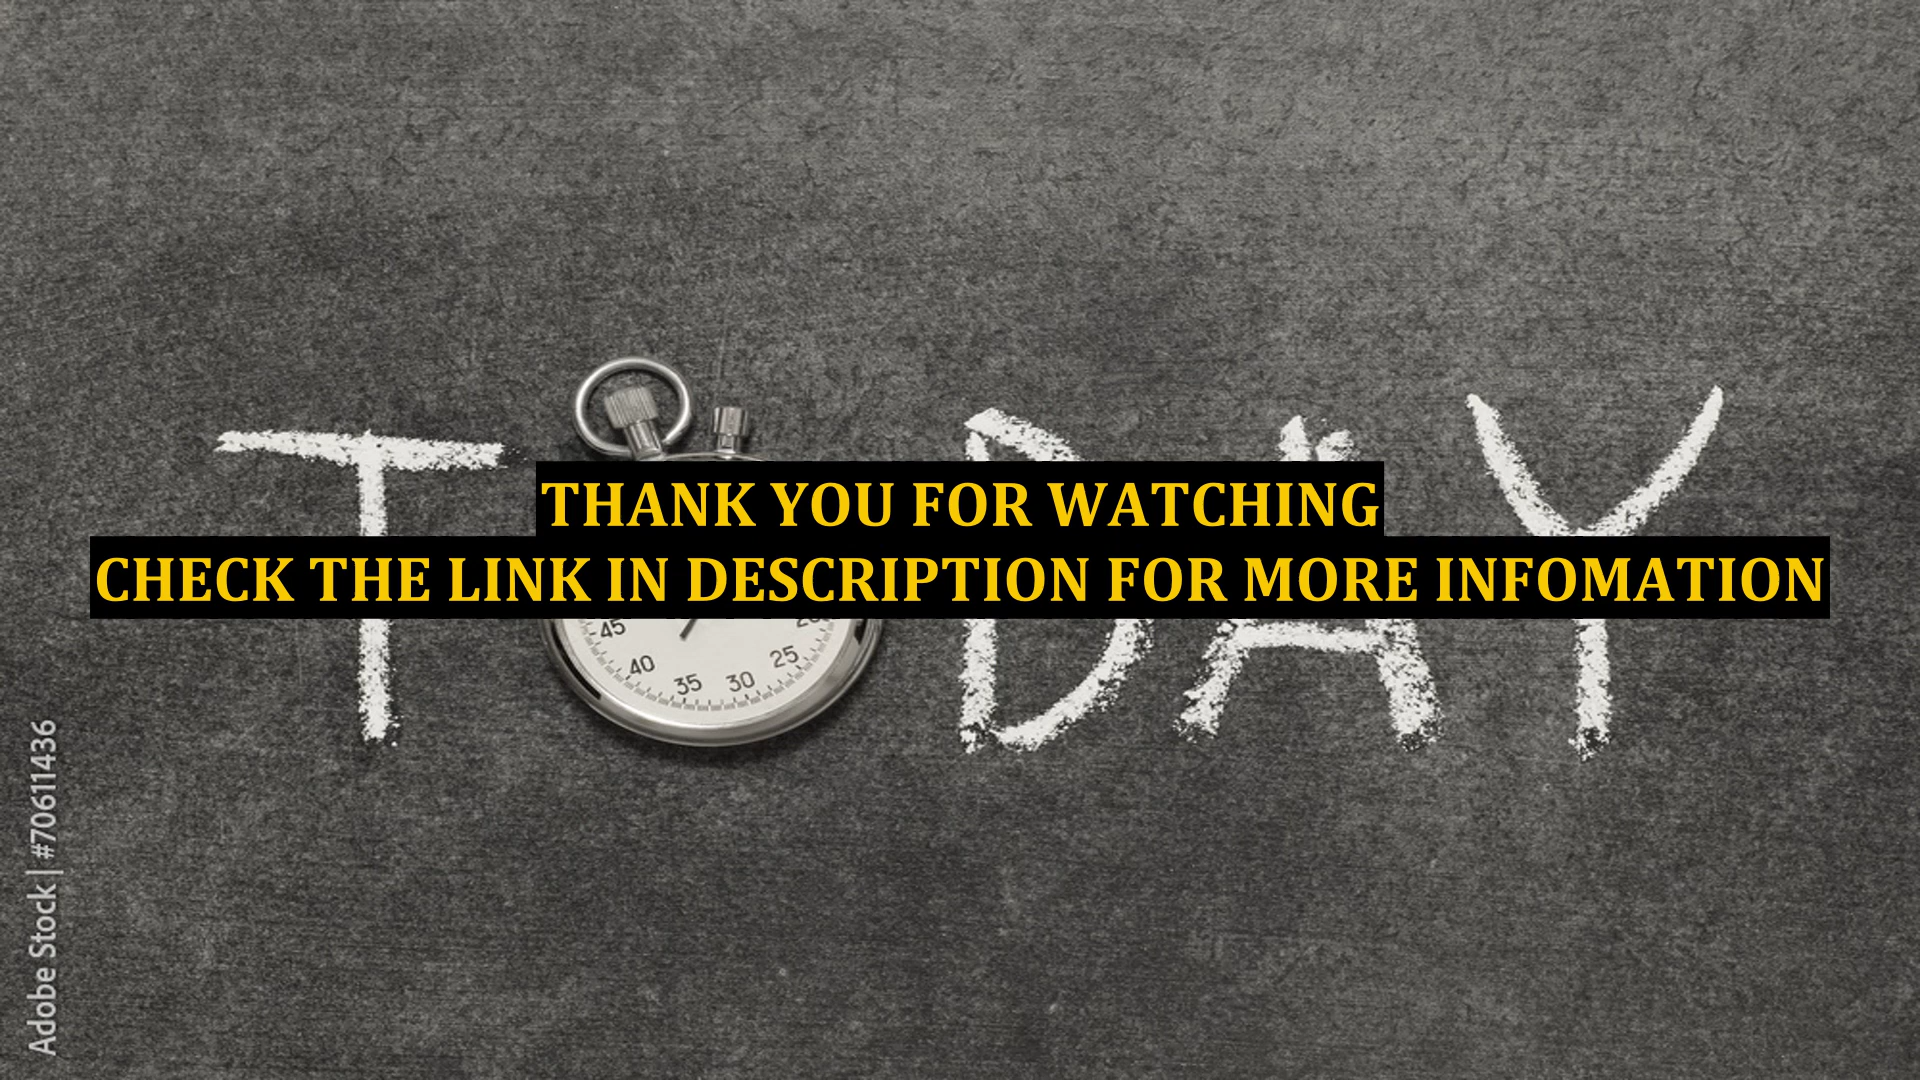 T DAY
THANK YOU FOR WATCHING
CHECK THE LINK IN DESCRIPTION FOR MORE INFOMATION
45
40
35
30
25
Adobe Stock | #70611436